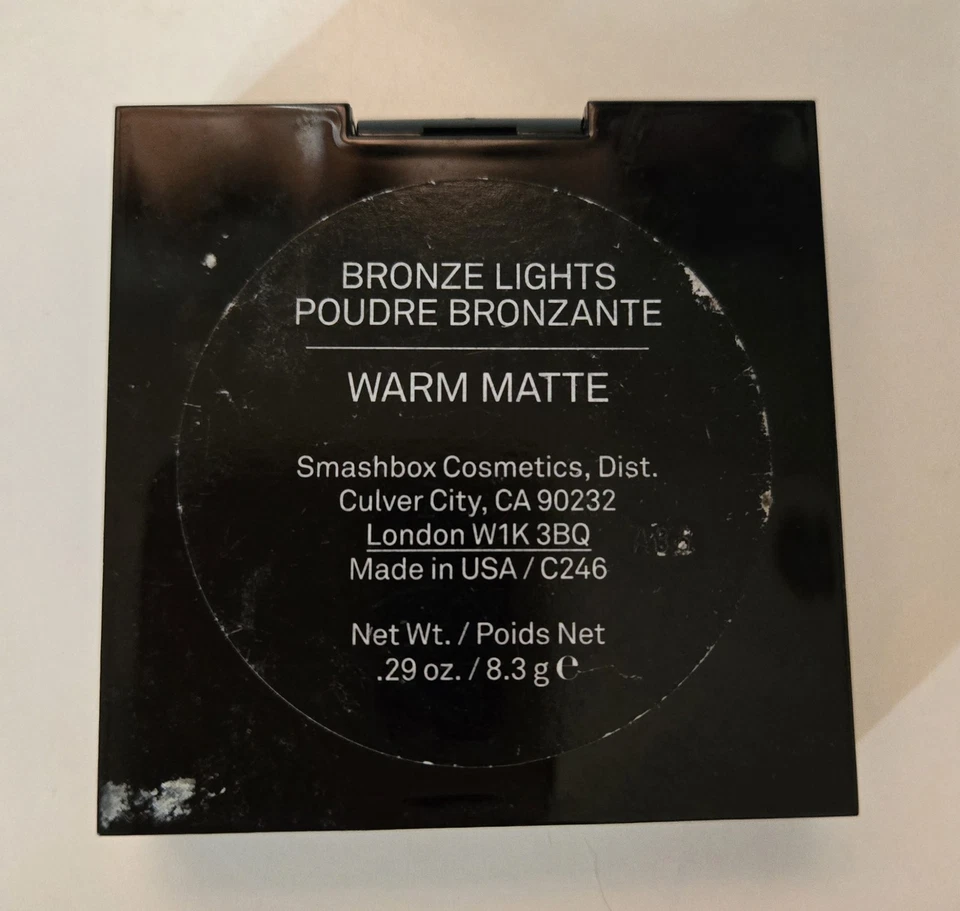 BRONZE LIGHTS
POUDRE BRONZANTE
WARM MATTE
Smashbox Cosmetics, Dist.
Culver City, CA 90232
London W1K 3BQ
Made in USA / C246
Net Wt. / Poids Net
.29 oz. / 8.3 g ℮